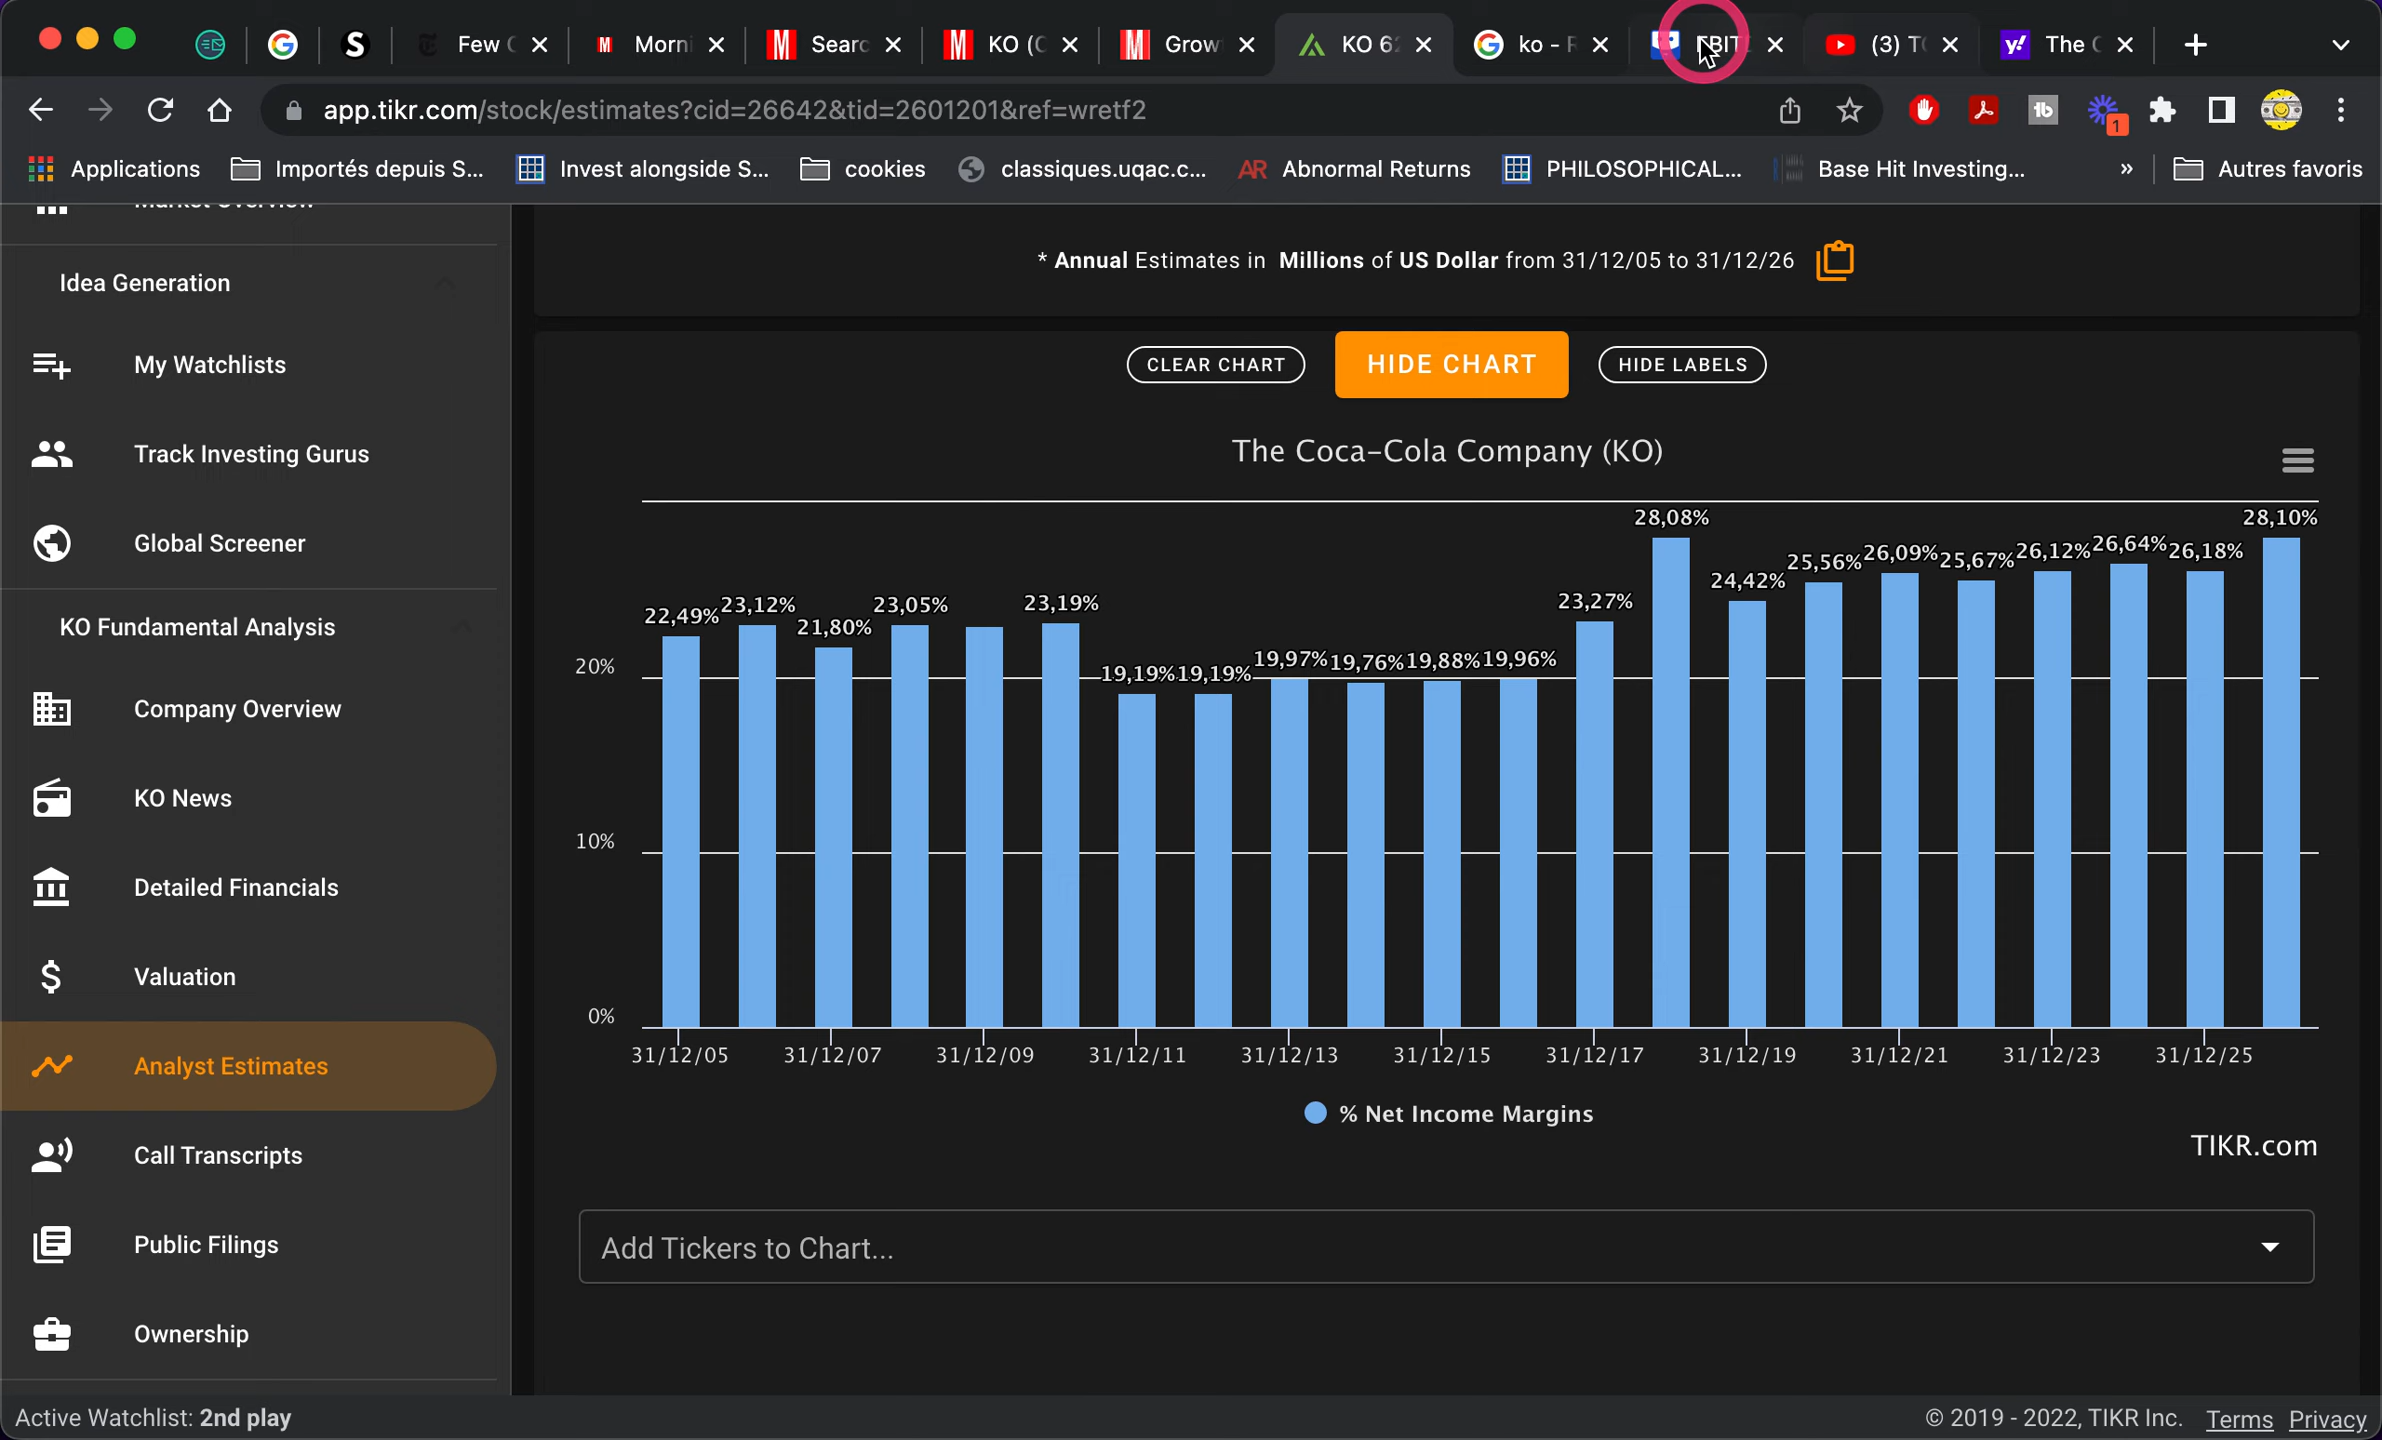 Few
Morni
Searc
KO (C
Grow
KO 62
ko - R
EBIT
(3) T
The C
app.tikr.com/stock/estimates?cid=26642&tid=2601201&ref=wretf2
1
Applications
Importés depuis S...
Invest alongside S...
cookies
classiques.uqac.c...
AR Abnormal Returns
PHILOSOPHICAL...
Base Hit Investing...
»
Autres favoris
Market Overview
Idea Generation
My Watchlists
Track Investing Gurus
Global Screener
KO Fundamental Analysis
Company Overview
KO News
Detailed Financials
Valuation
Analyst Estimates
Call Transcripts
Public Filings
Ownership
* Annual Estimates in Millions of US Dollar from 31/12/05 to 31/12/26
CLEAR CHART
HIDE CHART
HIDE LABELS
The Coca-Cola Company (KO)
22,49% 23,12% 21,80% 23,05% 23,19% 19,19% 19,19% 19,97% 19,76% 19,88% 19,96% 23,27% 28,08% 24,42% 25,56% 26,09% 25,67% 26,12% 26,64% 26,18% 28,10%
20%
10%
0%
31/12/05 31/12/07 31/12/09 31/12/11 31/12/13 31/12/15 31/12/17 31/12/19 31/12/21 31/12/23 31/12/25
% Net Income Margins
TIKR.com
Add Tickers to Chart...
Active Watchlist: 2nd play
© 2019 - 2022, TIKR Inc. Terms Privacy